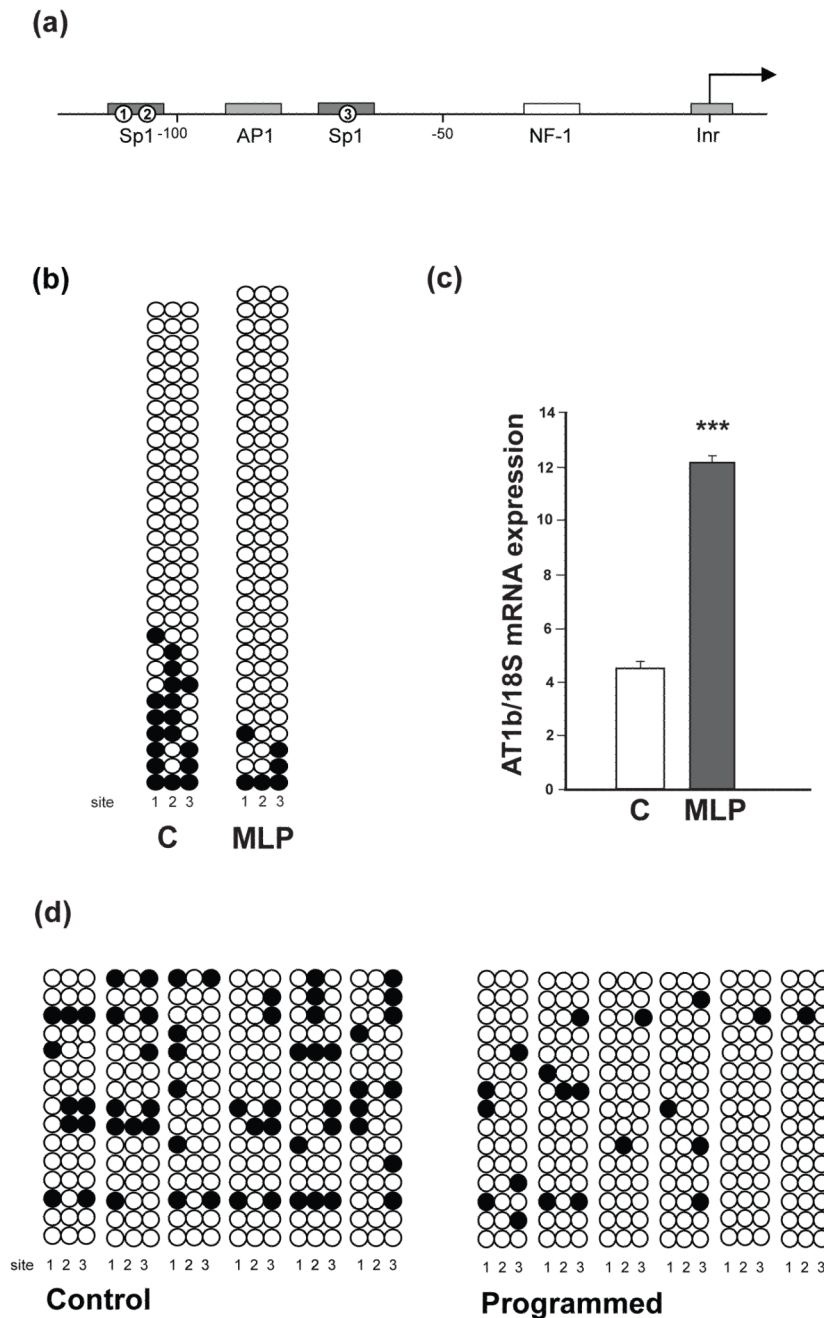 (a)
1 2 3
Sp1 -100 AP1 Sp1 -50 NF-1 Inr
(b)
(c)
14
***
12
10
8
6
4
2
0
AT1b/18S mRNA expression
C MLP
site 1 2 3 1 2 3
C MLP
(d)
site 1 2 3 1 2 3 1 2 3 1 2 3 1 2 3 1 2 3 1 2 3 1 2 3 1 2 3 1 2 3 1 2 3 1 2 3
Control Programmed